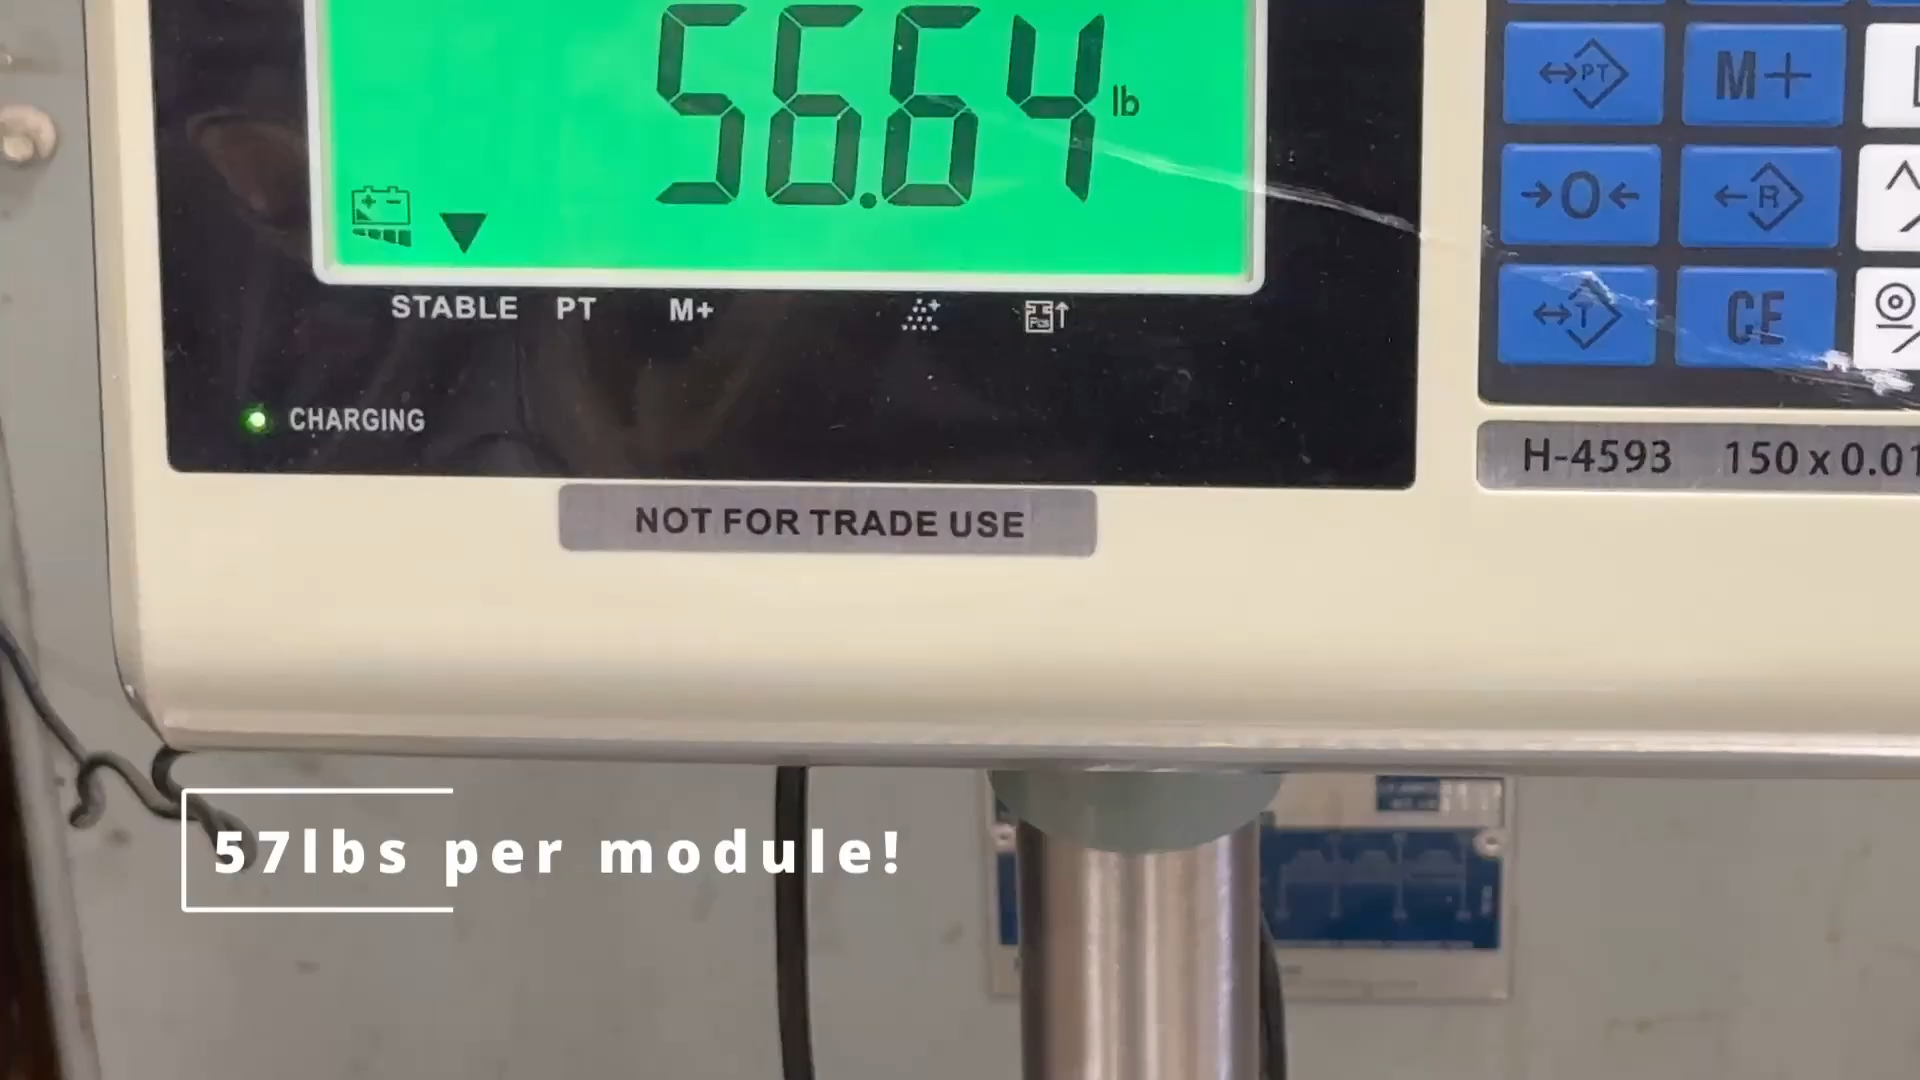 56.64 lb
+ -
STABLE PT M+
Pcs
CHARGING
NOT FOR TRADE USE
PT M+
0 R
T CE
H-4593 150 x 0.01
57lbs per module!